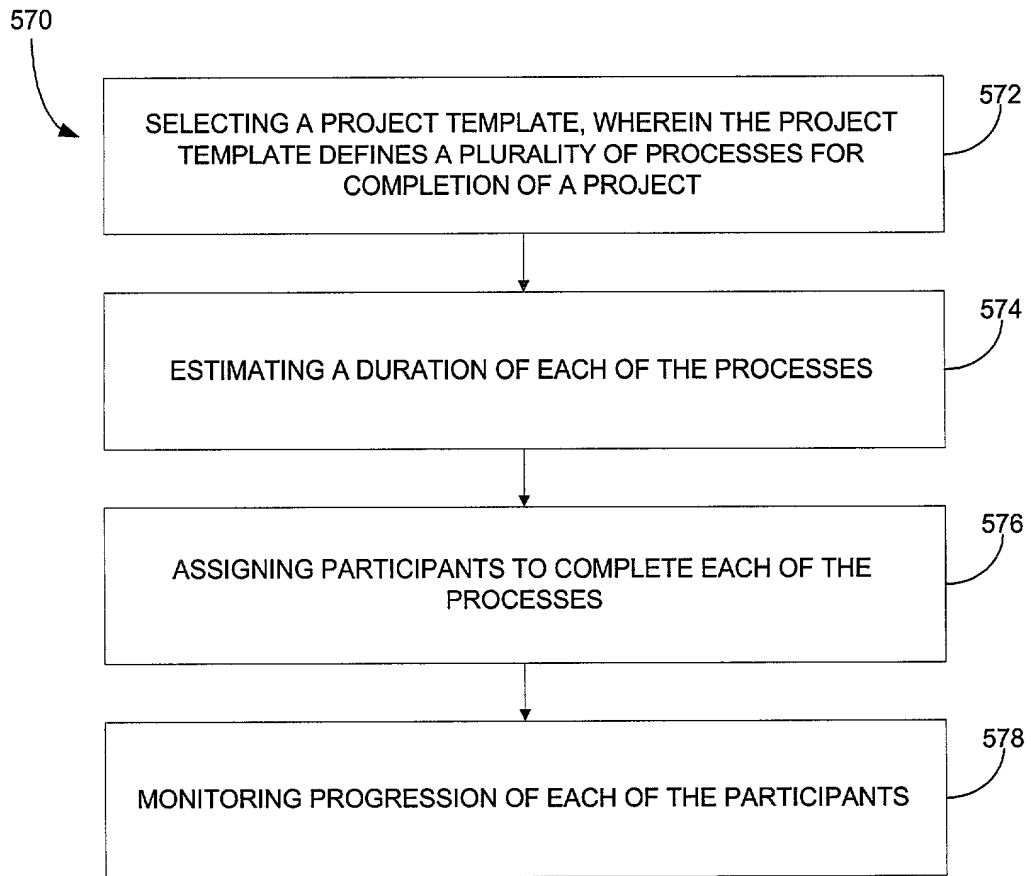 570
572
SELECTING A PROJECT TEMPLATE, WHEREIN THE PROJECT
TEMPLATE DEFINES A PLURALITY OF PROCESSES FOR
COMPLETION OF A PROJECT
574
ESTIMATING A DURATION OF EACH OF THE PROCESSES
576
ASSIGNING PARTICIPANTS TO COMPLETE EACH OF THE
PROCESSES
578
MONITORING PROGRESSION OF EACH OF THE PARTICIPANTS